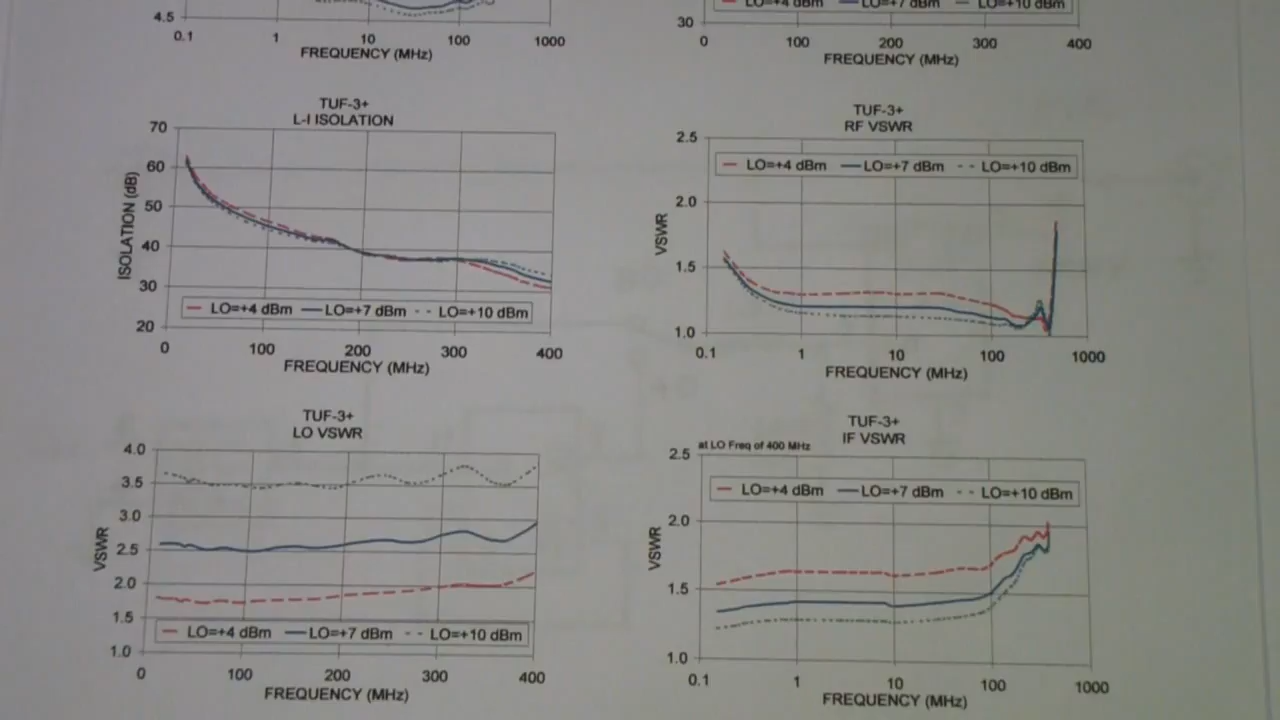 4.5
0.1 1 10 100 1000
FREQUENCY (MHz)
LO=+4 dBm LO=+7 dBm LO=+10 dBm
30
0 100 200 300 400
FREQUENCY (MHz)
TUF-3+
L-I ISOLATION
70
60
50
40
30
20
ISOLATION (dB)
LO=+4 dBm LO=+7 dBm LO=+10 dBm
0 100 200 300 400
FREQUENCY (MHz)
TUF-3+
RF VSWR
2.5
2.0
1.5
1.0
VSWR
LO=+4 dBm LO=+7 dBm LO=+10 dBm
0.1 1 10 100 1000
FREQUENCY (MHz)
TUF-3+
LO VSWR
4.0
3.5
3.0
2.5
2.0
1.5
1.0
VSWR
LO=+4 dBm LO=+7 dBm LO=+10 dBm
0 100 200 300 400
FREQUENCY (MHz)
TUF-3+
IF VSWR
at LO Freq of 400 MHz
2.5
2.0
1.5
1.0
VSWR
LO=+4 dBm LO=+7 dBm LO=+10 dBm
0.1 1 10 100 1000
FREQUENCY (MHz)